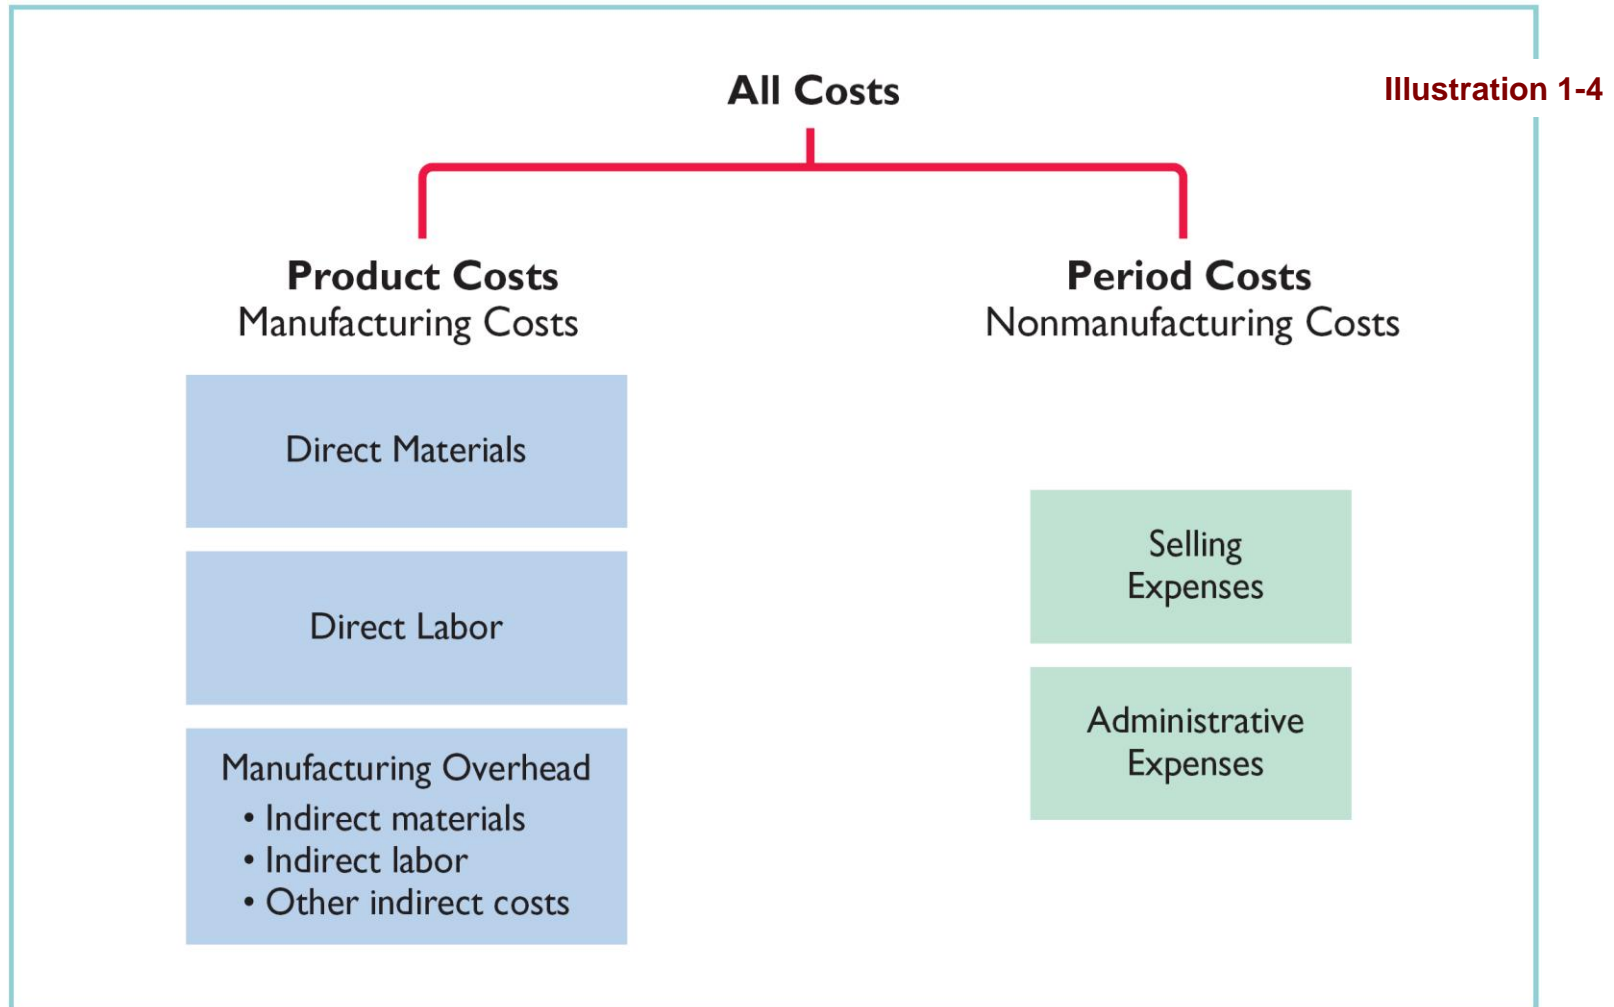 All Costs
Illustration 1-4
Product Costs
Manufacturing Costs
Direct Materials
Direct Labor
Manufacturing Overhead
• Indirect materials
• Indirect labor
• Other indirect costs
Period Costs
Nonmanufacturing Costs
Selling
Expenses
Administrative
Expenses